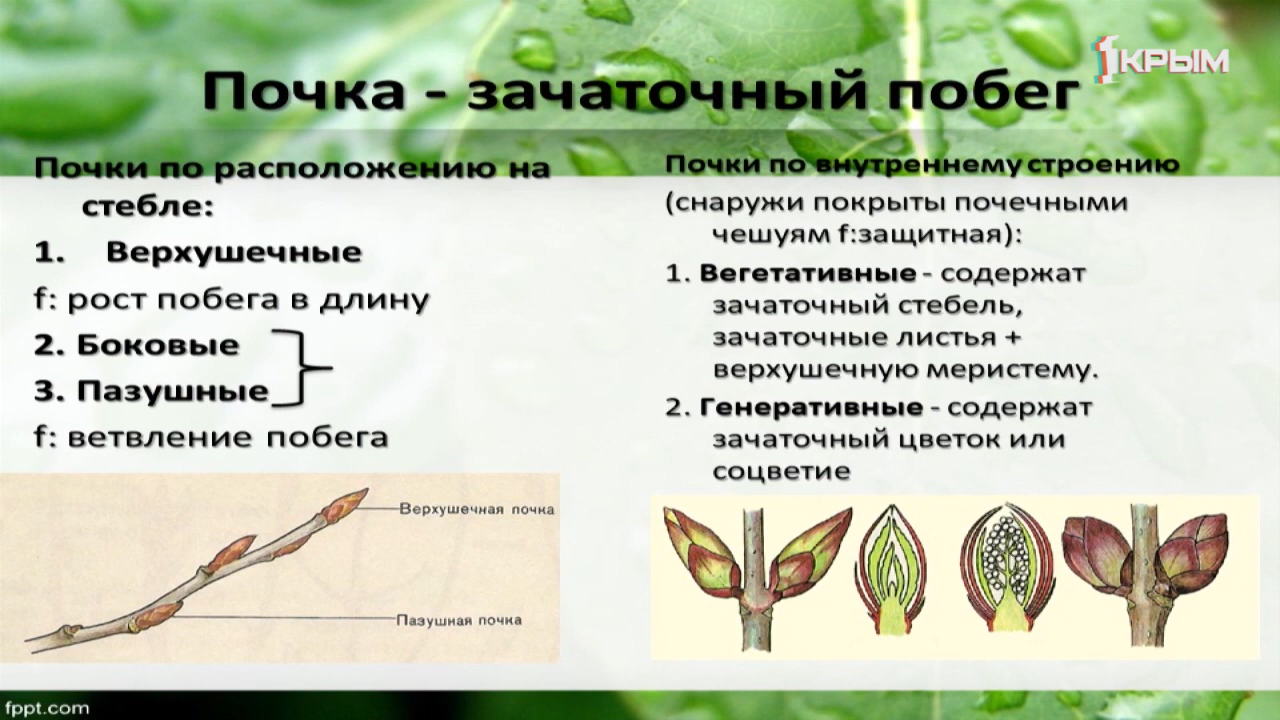 1КРЫМ
Почка - зачаточный побег
Почки по расположению на
стебле:
1. Верхушечные
f: рост побега в длину
2. Боковые
3. Пазушные
f: ветвление побега
Верхушечная почка
Пазушная почка
Почки по внутреннему строению
(снаружи покрыты почечными
чешуям f:защитная):
1. Вегетативные - содержат
зачаточный стебель,
зачаточные листья +
верхушечную меристему.
2. Генеративные - содержат
зачаточный цветок или
соцветие
fppt.com